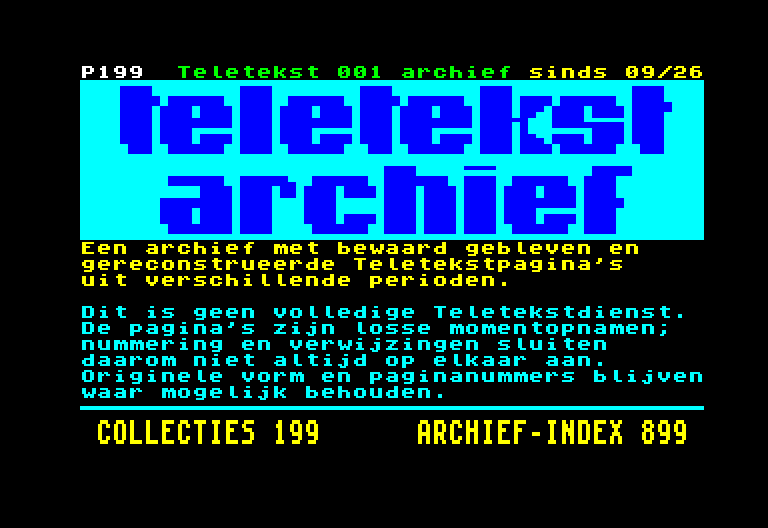 P199 Teletekst 001 archief sinds 09/26
teletekst
archief
Een archief met bewaard gebleven en
gereconstrueerde Teletekstpagina's
uit verschillende perioden.
Dit is geen volledige Teletekstdienst.
De pagina's zijn losse momentopnamen;
nummering en verwijzingen sluiten
daarom niet altijd op elkaar aan.
Originele vorm en paginanummers blijven
waar mogelijk behouden.
COLLECTIES 199 ARCHIEF-INDEX 899